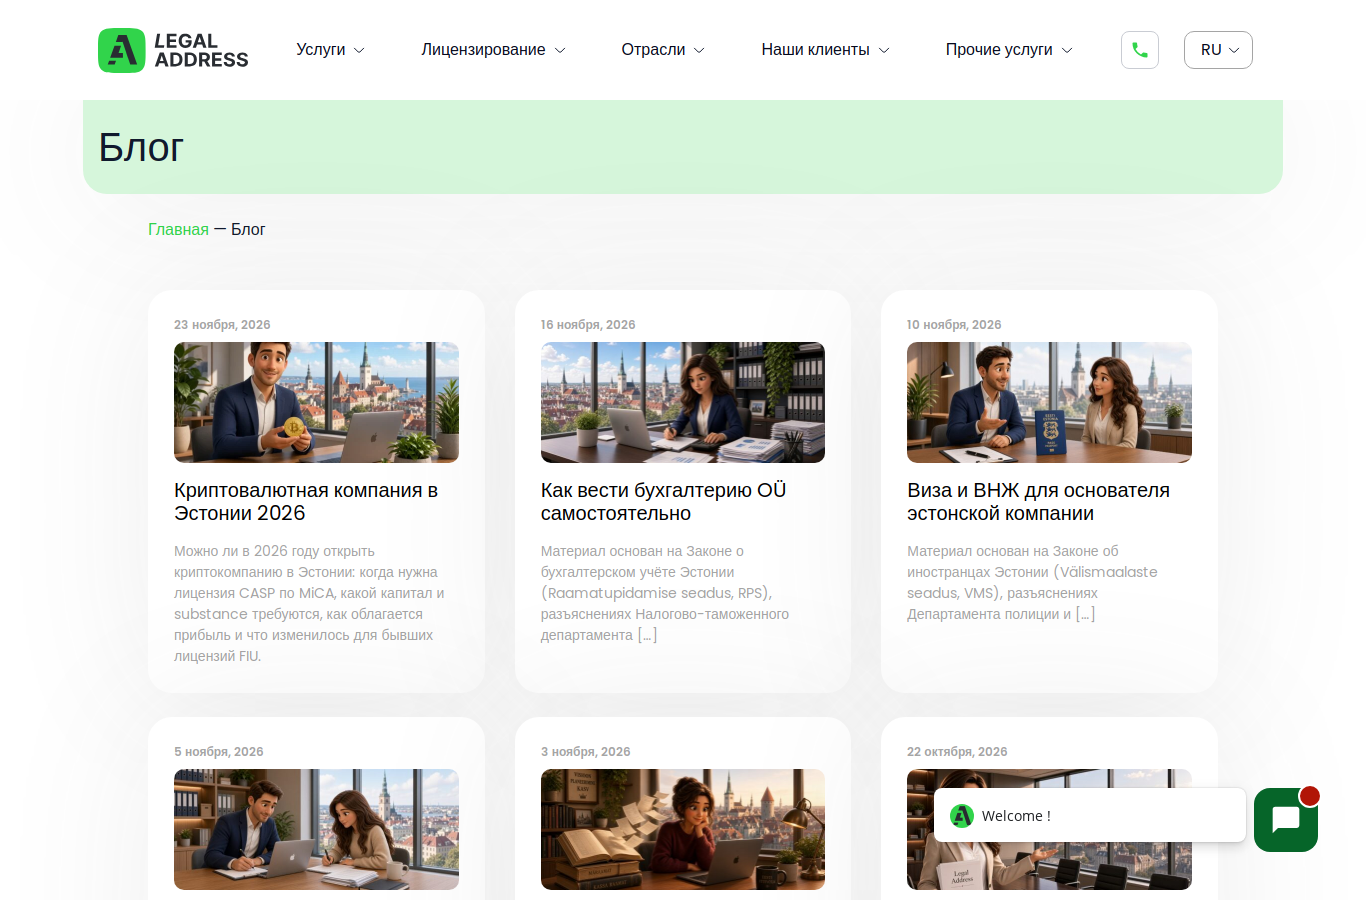 LEGAL
ADDRESS
Услуги
Лицензирование
Отрасли
Наши клиенты
Прочие услуги
RU
Блог
Главная — Блог
23 ноября, 2026
Криптовалютная компания в
Эстонии 2026
Можно ли в 2026 году открыть
криптокомпанию в Эстонии: когда нужна
лицензия CASP по MiCA, какой капитал и
substance требуются, как облагается
прибыль и что изменилось для бывших
лицензий FIU.
16 ноября, 2026
Как вести бухгалтерию OÜ
самостоятельно
Материал основан на Законе о
бухгалтерском учёте Эстонии
(Raamatupidamise seadus, RPS),
разъяснениях Налогово-таможенного
департамента [...]
10 ноября, 2026
Виза и ВНЖ для основателя
эстонской компании
Материал основан на Законе об
иностранцах Эстонии (Välismaalaste
seadus, VMS), разъяснениях
Департамента полиции и [...]
5 ноября, 2026
3 ноября, 2026
22 октября, 2026
Legal
Address
Welcome !